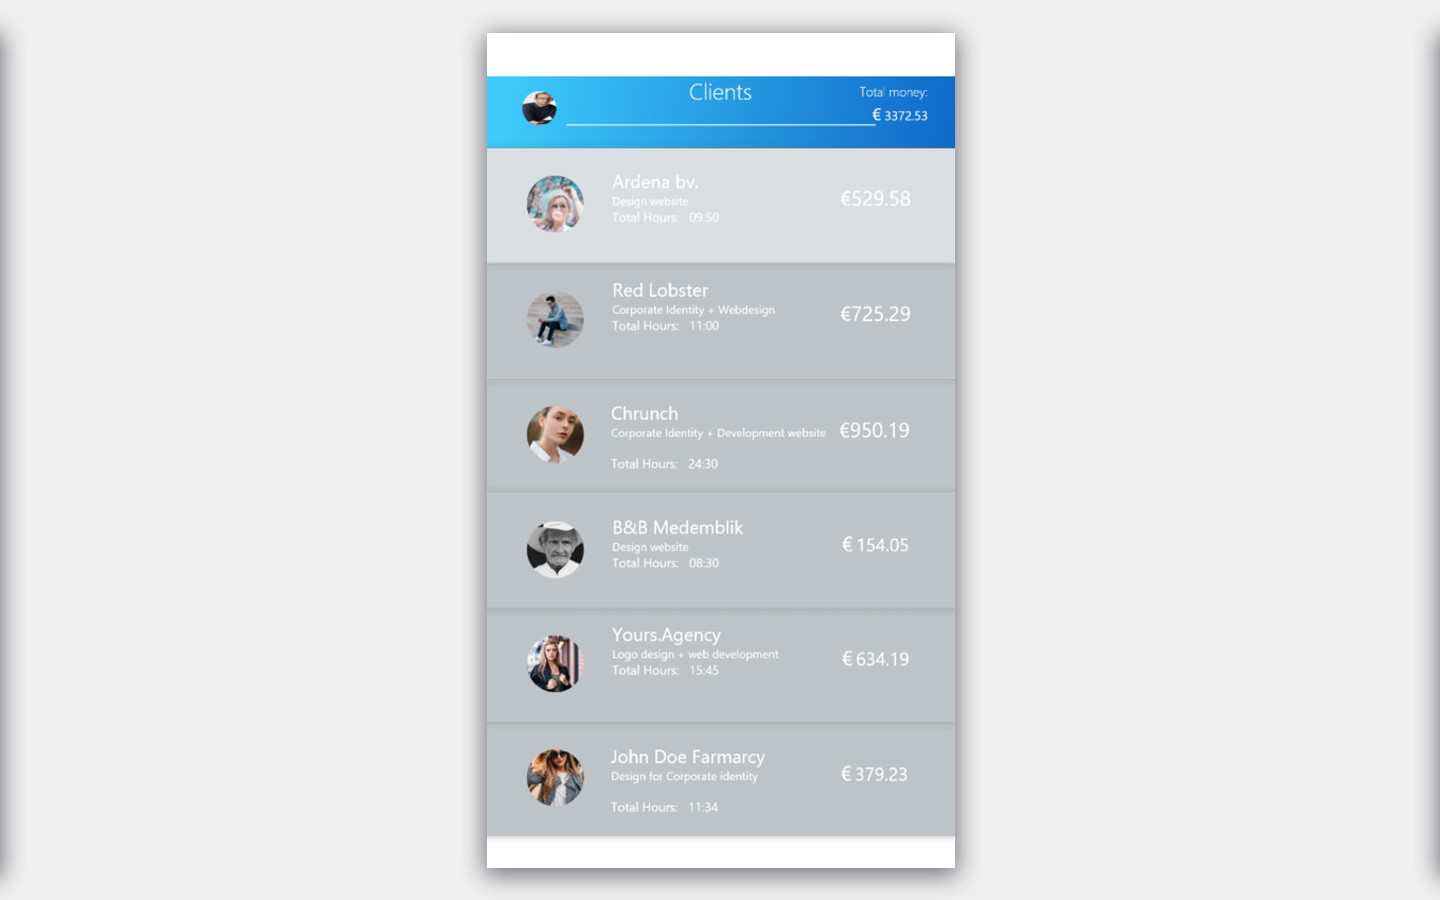 Clients
Total money:
€ 3372.53
Ardena bv.
Design website
Total Hours: 09:50
€529.58
Red Lobster
Corporate Identity + Webdesign
Total Hours: 11:00
€725.29
Chrunch
Corporate Identity + Development website
Total Hours: 24:30
€950.19
B&B Medemblik
Design website
Total Hours: 08:30
€ 154.05
Yours.Agency
Logo design + web development
Total Hours: 15:45
€ 634.19
John Doe Farmarcy
Design for Corporate identity
Total Hours: 11:34
€ 379.23